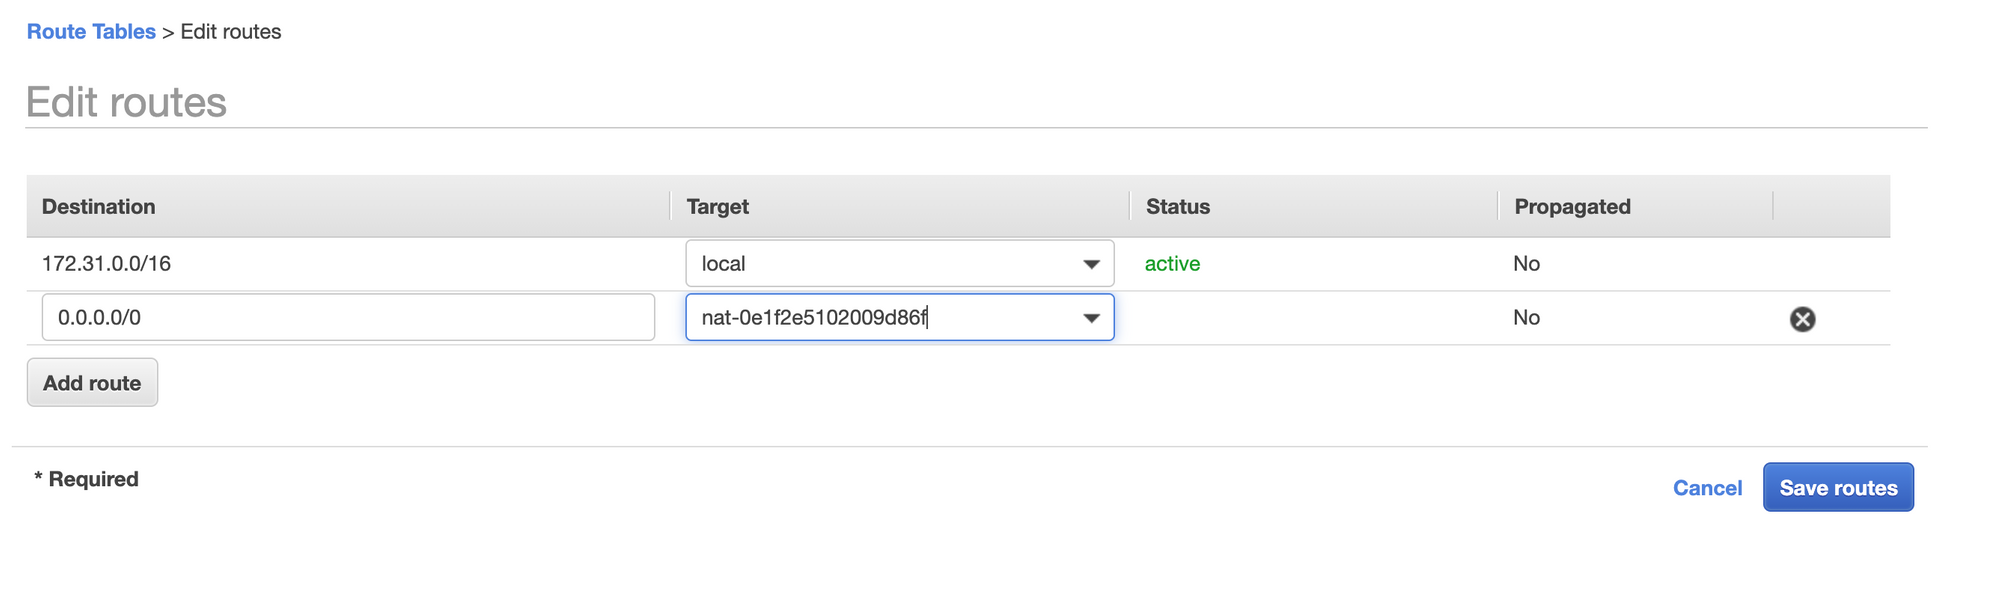 Route Tables > Edit routes
Edit routes
Destination Target Status Propagated
172.31.0.0/16 local active No
0.0.0.0/0 nat-0e1f2e5102009d86f No
Add route
* Required
Cancel Save routes